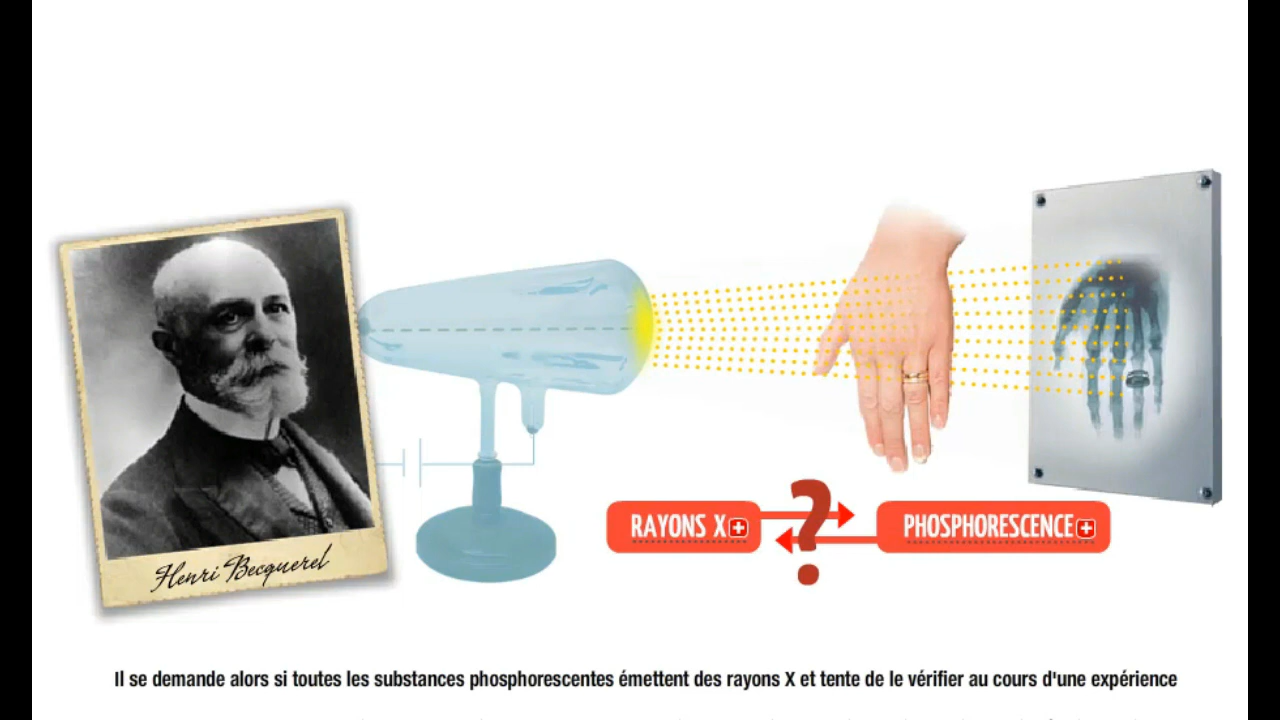 Henri Becquerel
RAYONS X
?
PHOSPHORESCENCE
Il se demande alors si toutes les substances phosphorescentes émettent des rayons X et tente de le vérifier au cours d'une expérience